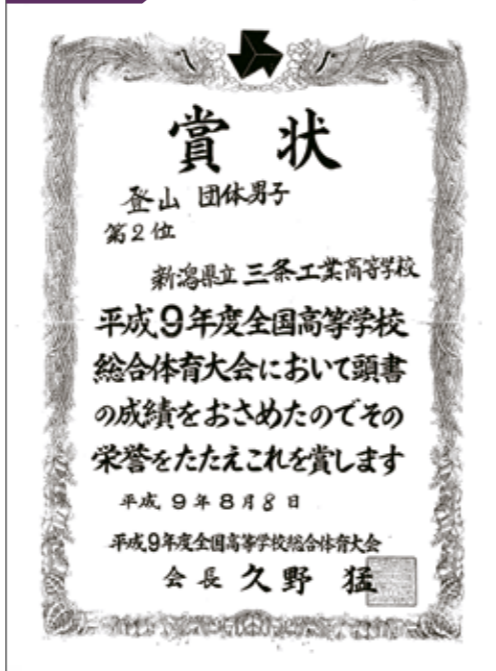 賞状
登山 団体男子
第2位
新潟県立三条工業高等学校
平成9年度全国高等学校
総合体育大会において頭書
の成績をおさめたのでその
栄誉をたたえこれを賞します
平成9年8月8日
平成9年度全国高等学校総合体育大会
会長 久野 猛